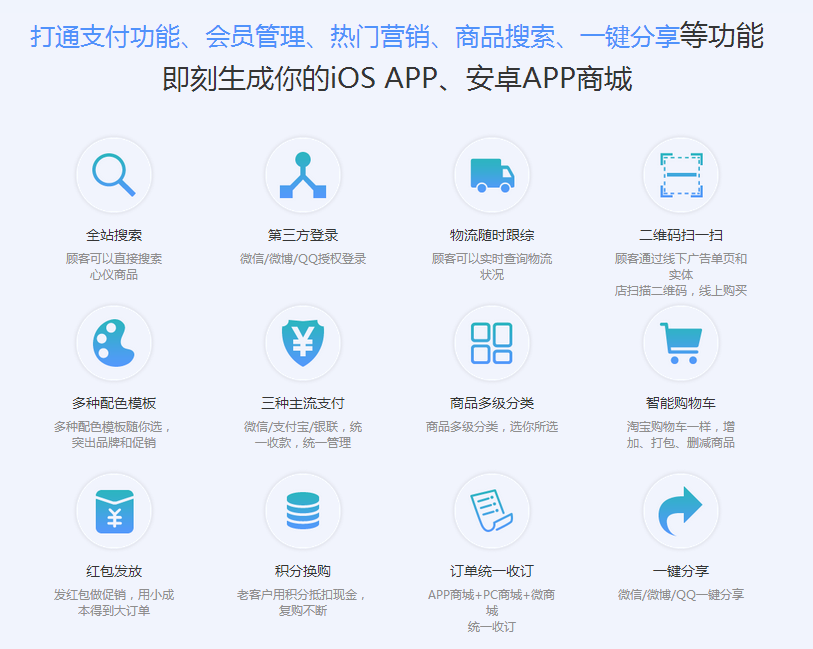 打通支付功能、会员管理、热门营销、商品搜索、一键分享等功能
即刻生成你的iOS APP、安卓APP商城
全站搜索
顾客可以直接搜索
心仪商品
第三方登录
微信/微博/QQ授权登录
物流随时跟综
顾客可以实时查询物流
状况
二维码扫一扫
顾客通过线下广告单页和
实体
店扫描二维码，线上购买
多种配色模板
多种配色模板随你选，
突出品牌和促销
三种主流支付
微信/支付宝/银联，统
一收款，统一管理
商品多级分类
商品多级分类，选你所选
智能购物车
淘宝购物车一样，增
加、打包、删减商品
红包发放
发红包做促销，用小成
本得到大订单
积分换购
老客户用积分抵扣现金，
复购不断
订单统一收订
APP商城+PC商城+微商
城
统一收订
一键分享
微信/微博/QQ一键分享